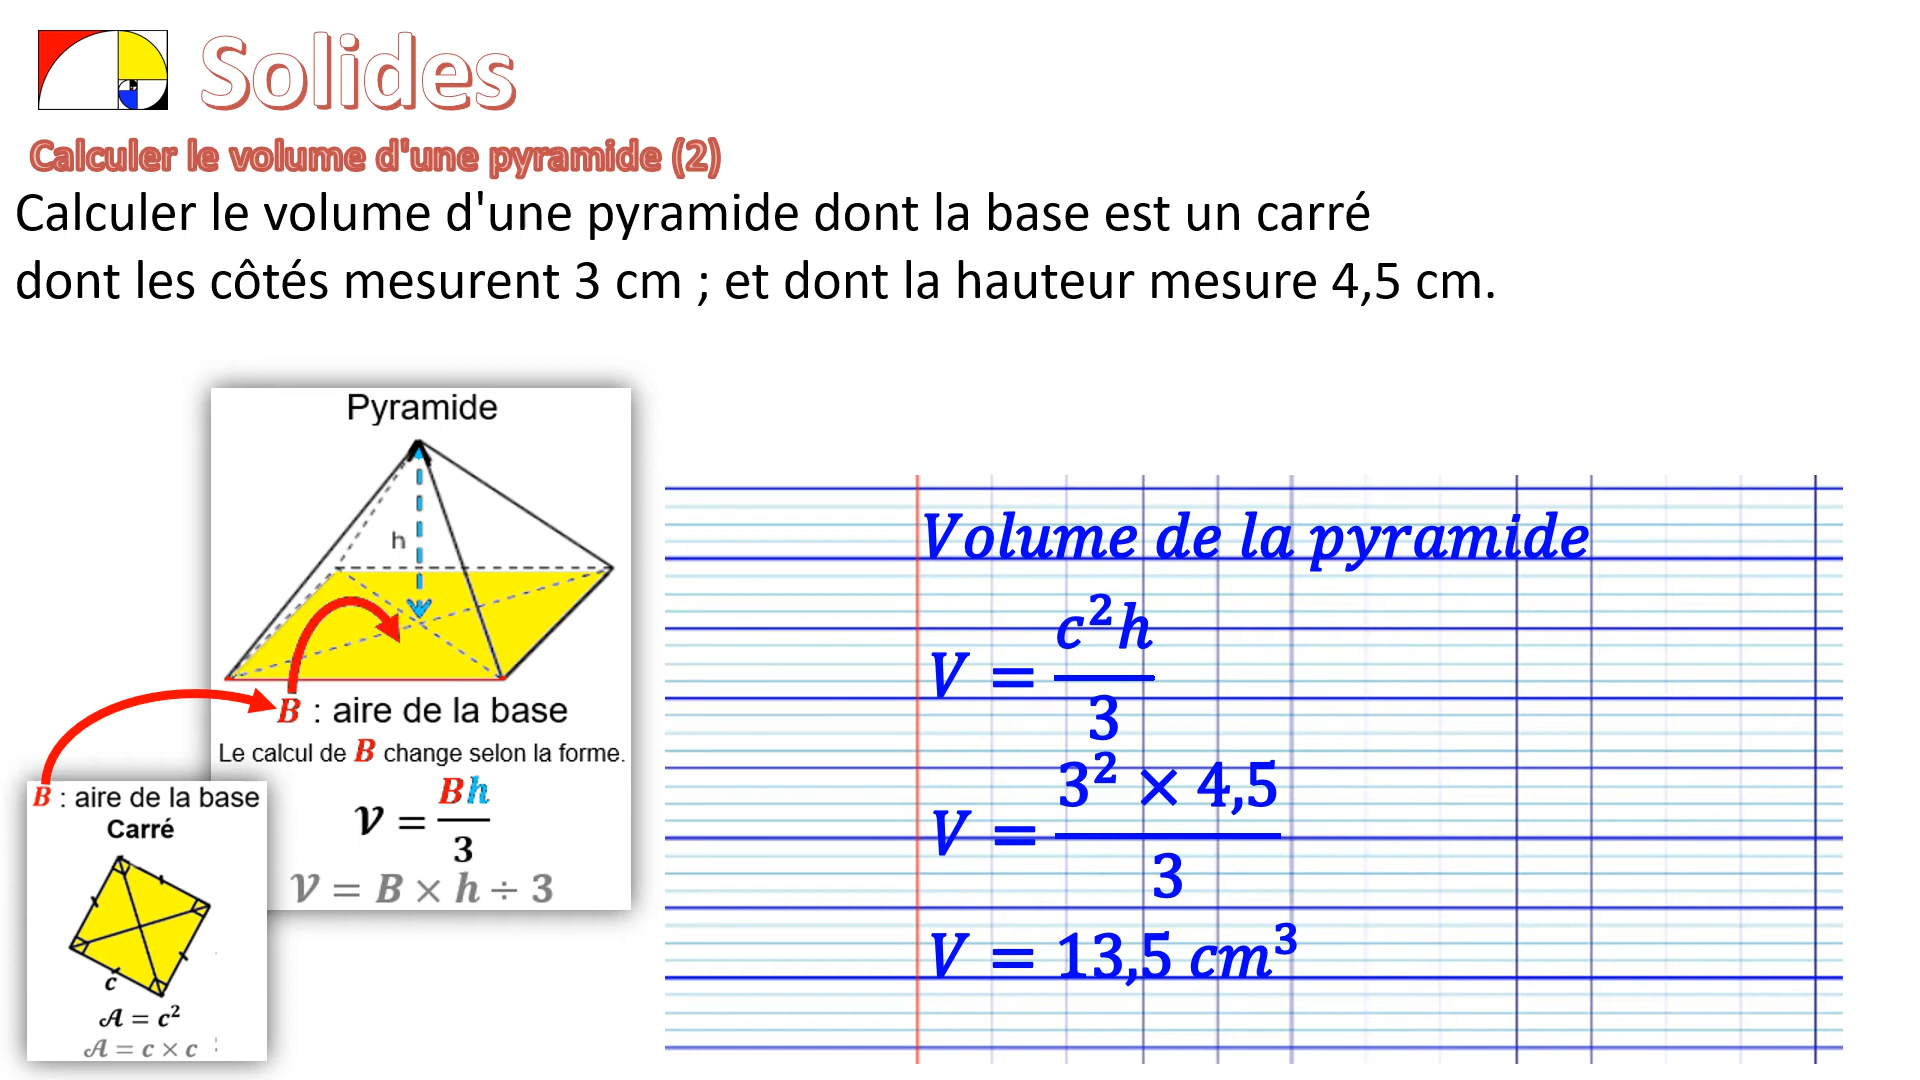 Solides
Calculer le volume d'une pyramide (2)
Calculer le volume d'une pyramide dont la base est un carré
dont les côtés mesurent 3 cm ; et dont la hauteur mesure 4,5 cm.
Pyramide
h
B : aire de la base
Le calcul de B change selon la forme.
𝒱 = Bh/3
𝒱 = B × h ÷ 3
B : aire de la base
Carré
c
𝒜 = c²
𝒜 = c × c
Volume de la pyramide
V = c²h/3
V = 3² × 4,5/3
V = 13,5 cm³